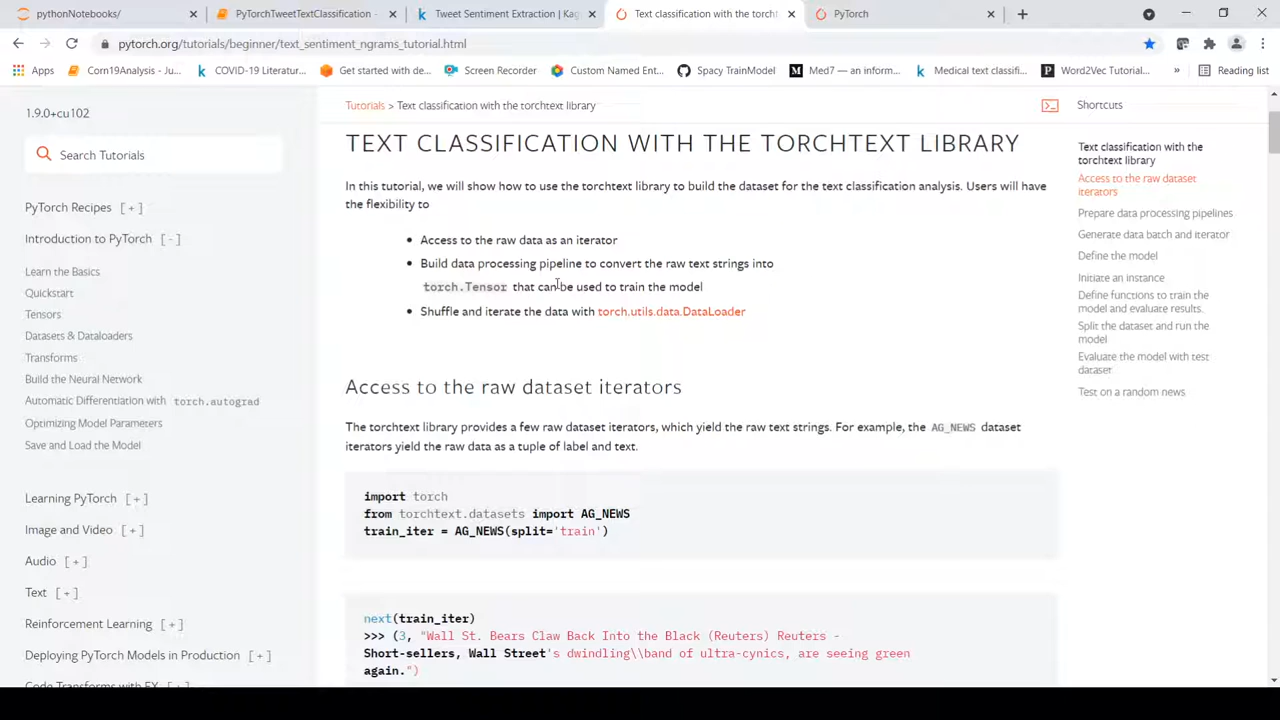 pythonNotebooks/
PyTorchTweetTextClassification -
Tweet Sentiment Extraction | Kag
Text classification with the torcht
PyTorch
pytorch.org/tutorials/beginner/text_sentiment_ngrams_tutorial.html
Apps
Corn19Analysis - Ju...
COVID-19 Literatur...
Get started with de...
Screen Recorder
Custom Named Ent...
Spacy TrainModel
Med7 — an inform...
Medical text classifi...
Word2Vec Tutorial...
»
Reading list
1.9.0+cu102
Search Tutorials
PyTorch Recipes [ + ]
Introduction to PyTorch [ - ]
Learn the Basics
Quickstart
Tensors
Datasets & Dataloaders
Transforms
Build the Neural Network
Automatic Differentiation with torch.autograd
Optimizing Model Parameters
Save and Load the Model
Learning PyTorch [ + ]
Image and Video [ + ]
Audio [ + ]
Text [ + ]
Reinforcement Learning [ + ]
Deploying PyTorch Models in Production [ + ]
Code Transforms with FX [ + ]
Tutorials > Text classification with the torchtext library
TEXT CLASSIFICATION WITH THE TORCHTEXT LIBRARY
In this tutorial, we will show how to use the torchtext library to build the dataset for the text classification analysis. Users will have
the flexibility to
• Access to the raw data as an iterator
• Build data processing pipeline to convert the raw text strings into
torch.Tensor that can be used to train the model
• Shuffle and iterate the data with torch.utils.data.DataLoader
Access to the raw dataset iterators
The torchtext library provides a few raw dataset iterators, which yield the raw text strings. For example, the AG_NEWS dataset
iterators yield the raw data as a tuple of label and text.
import torch
from torchtext.datasets import AG_NEWS
train_iter = AG_NEWS(split='train')
next(train_iter)
>>> (3, "Wall St. Bears Claw Back Into the Black (Reuters) Reuters -
Short-sellers, Wall Street's dwindling\\band of ultra-cynics, are seeing green
again.")
Shortcuts
Text classification with the
torchtext library
Access to the raw dataset
iterators
Prepare data processing pipelines
Generate data batch and iterator
Define the model
Initiate an instance
Define functions to train the
model and evaluate results.
Split the dataset and run the
model
Evaluate the model with test
dataset
Test on a random news